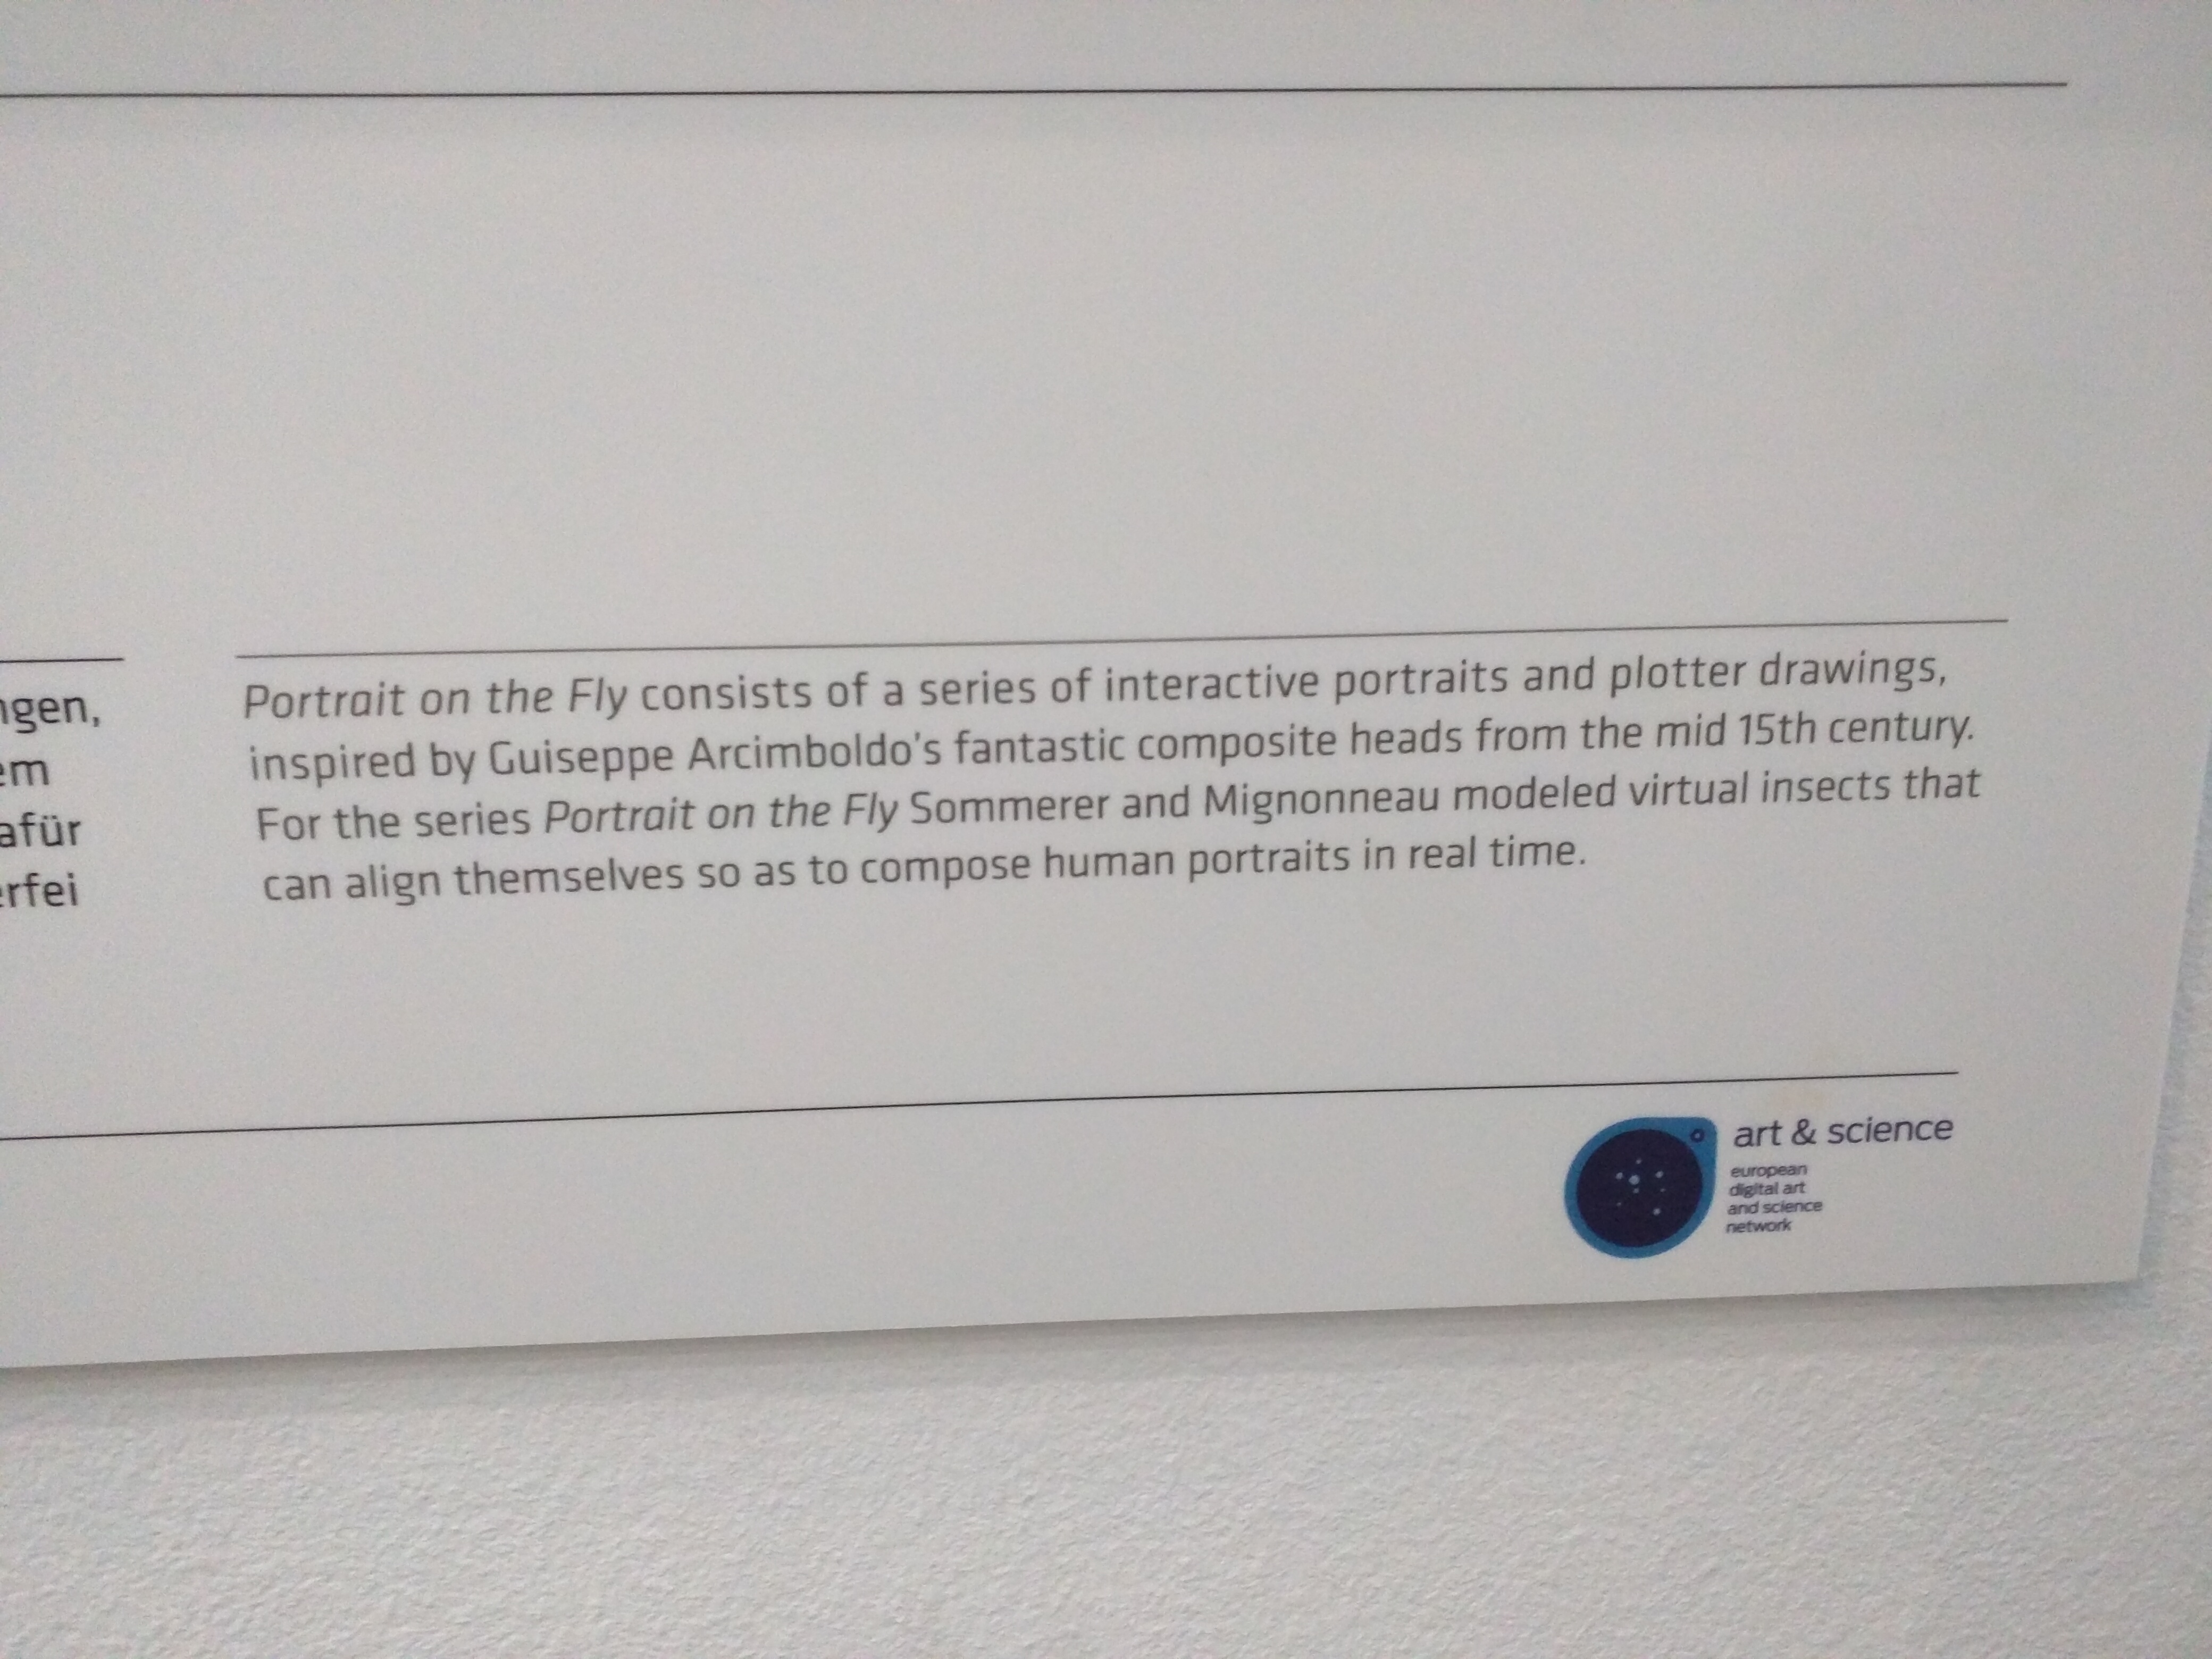 ngen,
em
afür
erfei
Portrait on the Fly consists of a series of interactive portraits and plotter drawings,
inspired by Guiseppe Arcimboldo's fantastic composite heads from the mid 15th century.
For the series Portrait on the Fly Sommerer and Mignonneau modeled virtual insects that
can align themselves so as to compose human portraits in real time.
art & science
european
digital art
and science
network